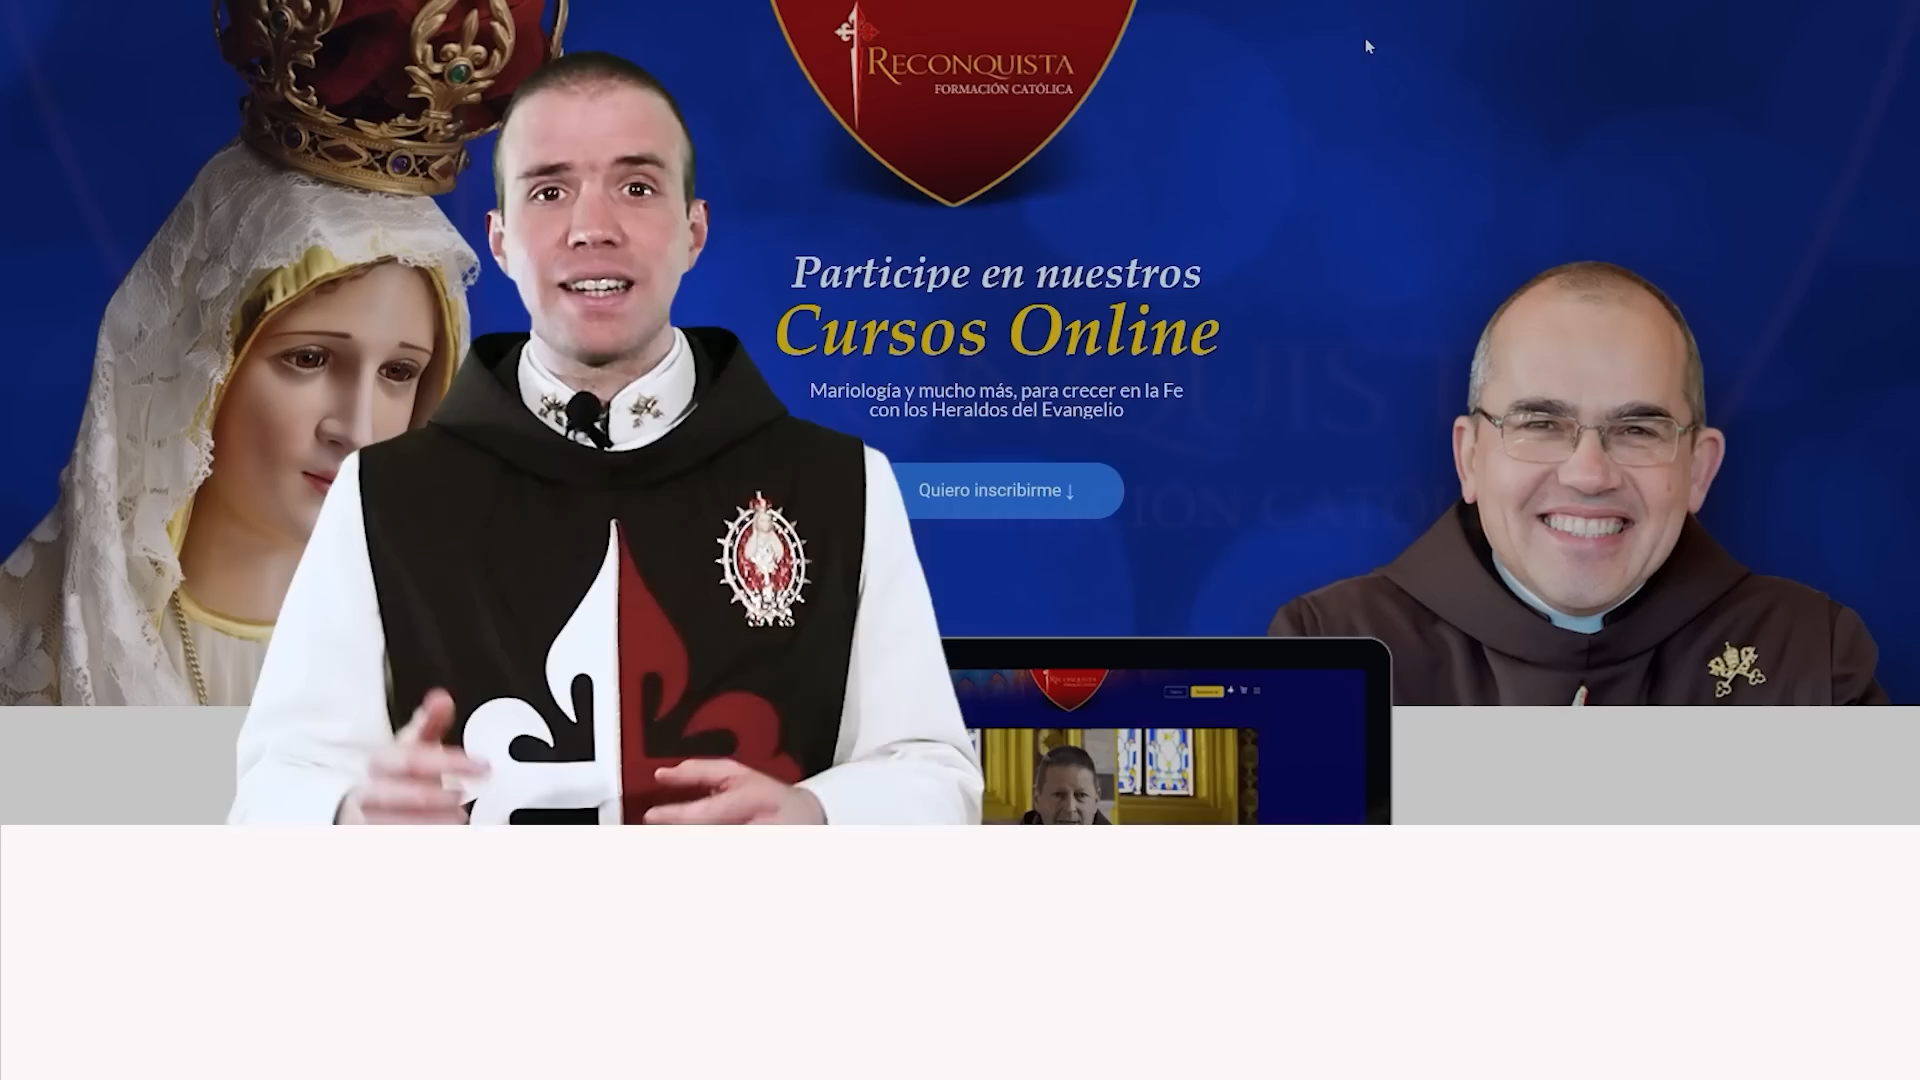 RECONQUISTA
FORMACIÓN CATÓLICA
Participe en nuestros
Cursos Online
Mariología y mucho más, para crecer en la Fe
con los Heraldos del Evangelio
Quiero inscribirme ↓